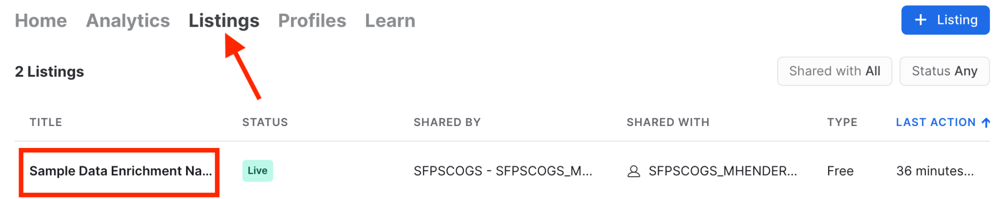 Home Analytics Listings Profiles Learn + Listing
2 Listings Shared with All Status Any
TITLE STATUS SHARED BY SHARED WITH TYPE LAST ACTION ↑
Sample Data Enrichment Na... Live SFPSCOGS - SFPSCOGS_M... SFPSCOGS_MHENDER... Free 36 minutes...